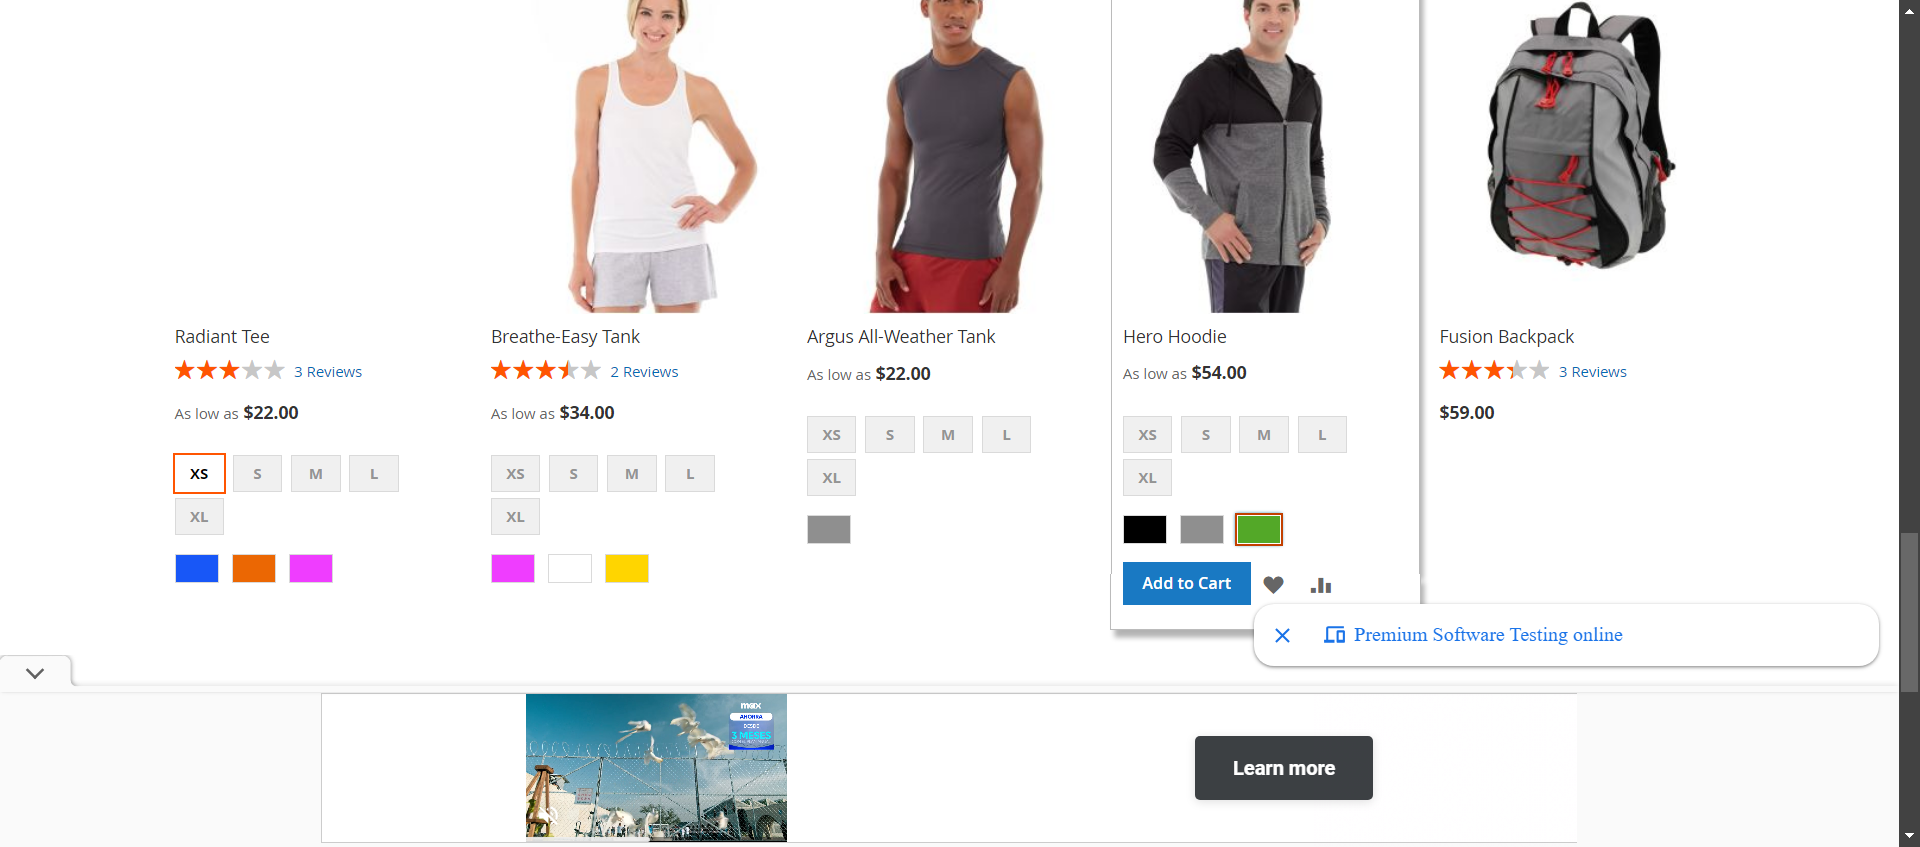 Radiant Tee
3 Reviews
As low as $22.00
XS S M L
XL
Breathe-Easy Tank
2 Reviews
As low as $34.00
XS S M L
XL
Argus All-Weather Tank
As low as $22.00
XS S M L
XL
Hero Hoodie
As low as $54.00
XS S M L
XL
Add to Cart
Fusion Backpack
3 Reviews
$59.00
Premium Software Testing online
max
AHORRA
DESDE
3 MESES
Learn more